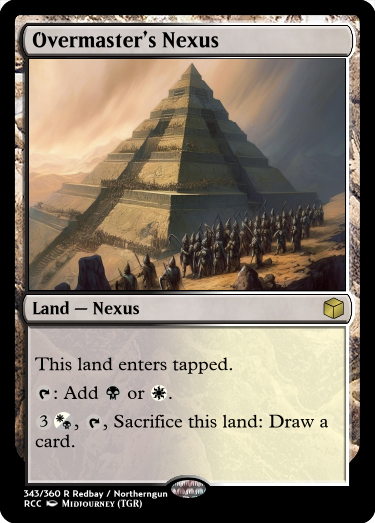 Overmaster's Nexus
Land — Nexus
This land enters tapped.
: Add or .
3 , , Sacrifice this land: Draw a
card.
343/360 R Redbay / Northerngun
RCC Midjourney (TGR)